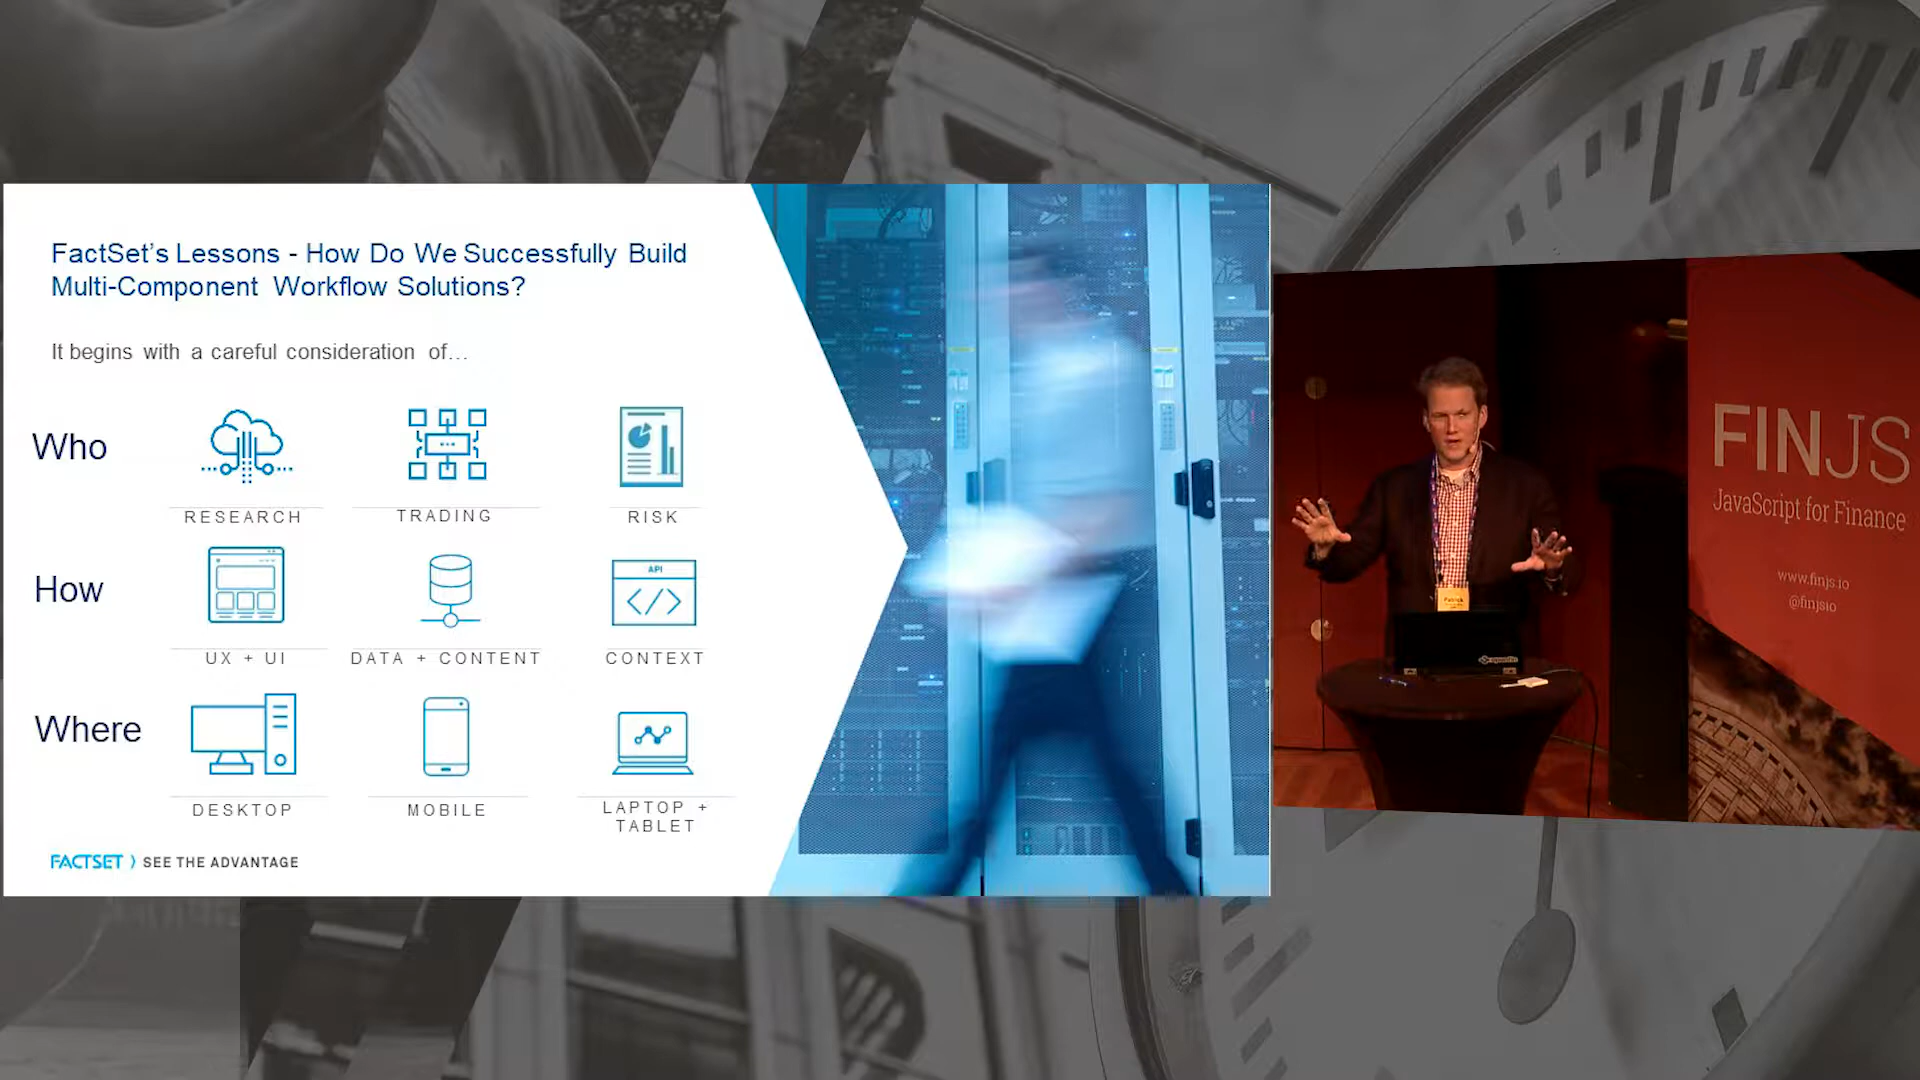 FactSet's Lessons - How Do We Successfully Build
Multi-Component Workflow Solutions?
It begins with a careful consideration of…
Who
RESEARCH
TRADING
RISK
How
API
</>
UX + UI
DATA + CONTENT
CONTEXT
Where
DESKTOP
MOBILE
LAPTOP +
TABLET
FACTSET ⟩ SEE THE ADVANTAGE
FINJS
JavaScript for Finance
www.finjs.io
@finjsio
Patrick